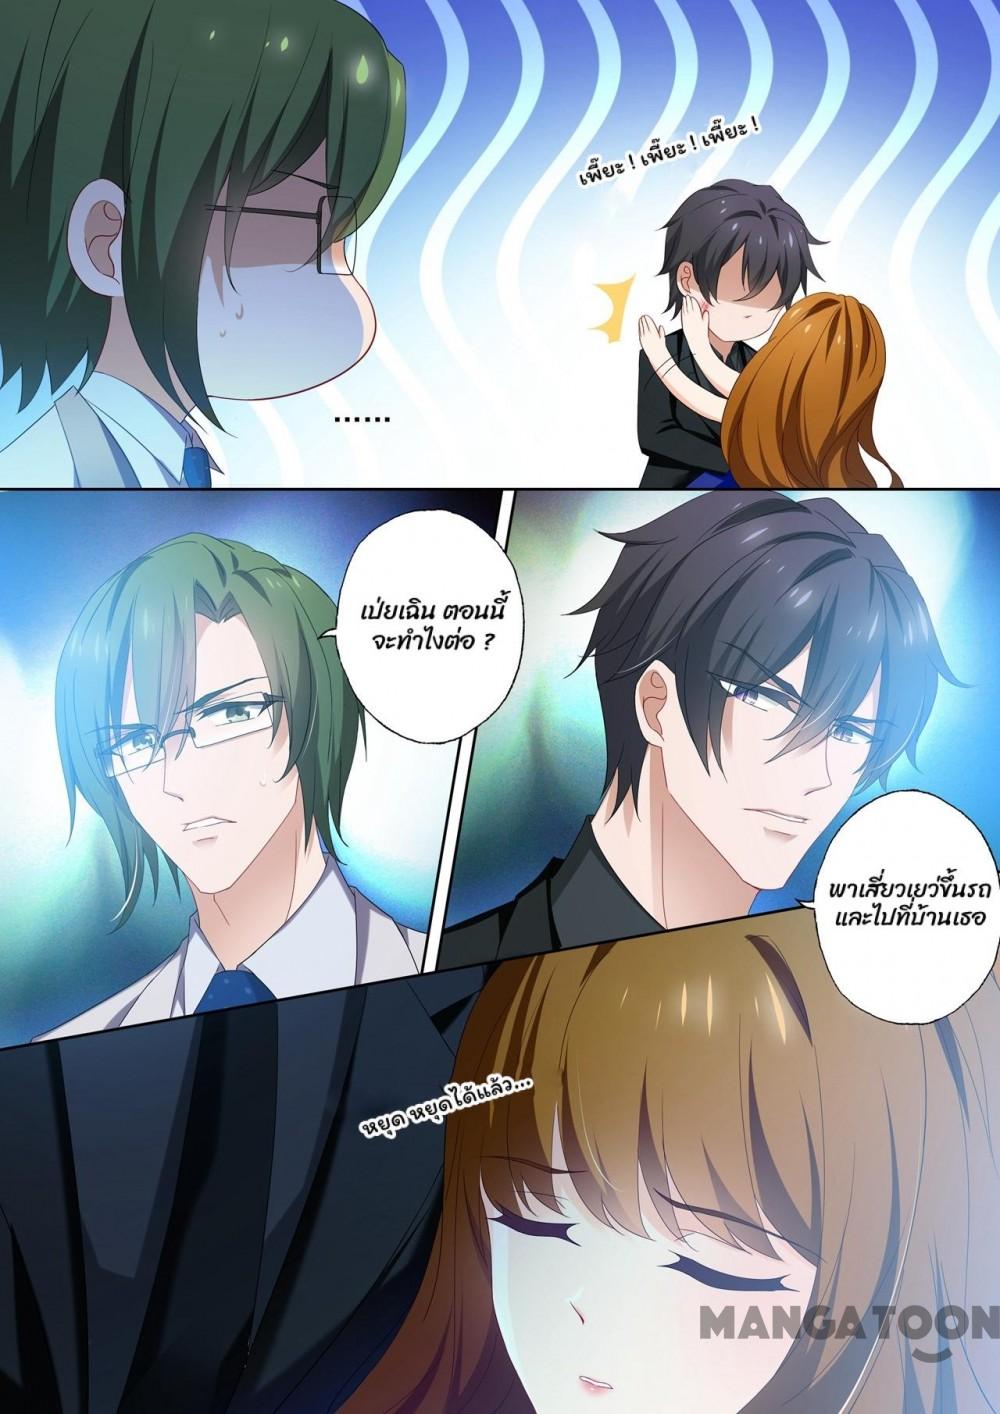 เพี๊ยะ ! เพี๊ยะ ! เพี๊ยะ !
......
เป่ยเฉิน ตอนนี้
จะทำไงต่อ ?
พาเสี่ยวเยว่ขึ้นรถ
และไปที่บ้านเธอ
หยุด หยุดได้แล้ว...
MANGATOON